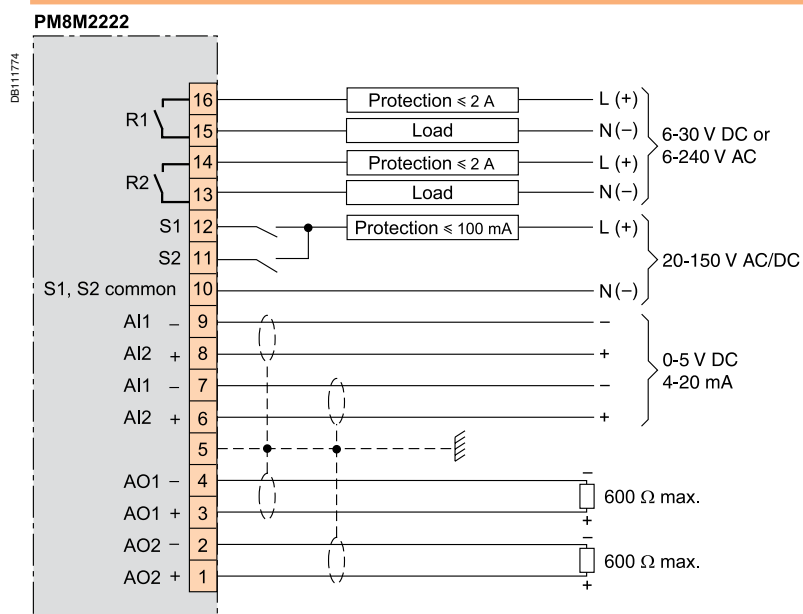 PM8M2222
DB111774
16 Protection ≤ 2 A L (+)
R1
15 Load N(−)
6-30 V DC or
6-240 V AC
14 Protection ≤ 2 A L (+)
R2
13 Load N(−)
S1 12 Protection ≤ 100 mA L (+)
S2 11
20-150 V AC/DC
S1, S2 common 10 N(−)
AI1 − 9 −
AI2 + 8 +
0-5 V DC
4-20 mA
AI1 − 7 −
AI2 + 6 +
5
AO1 − 4 −
600 Ω max.
AO1 + 3 +
AO2 − 2 −
600 Ω max.
AO2 + 1 +